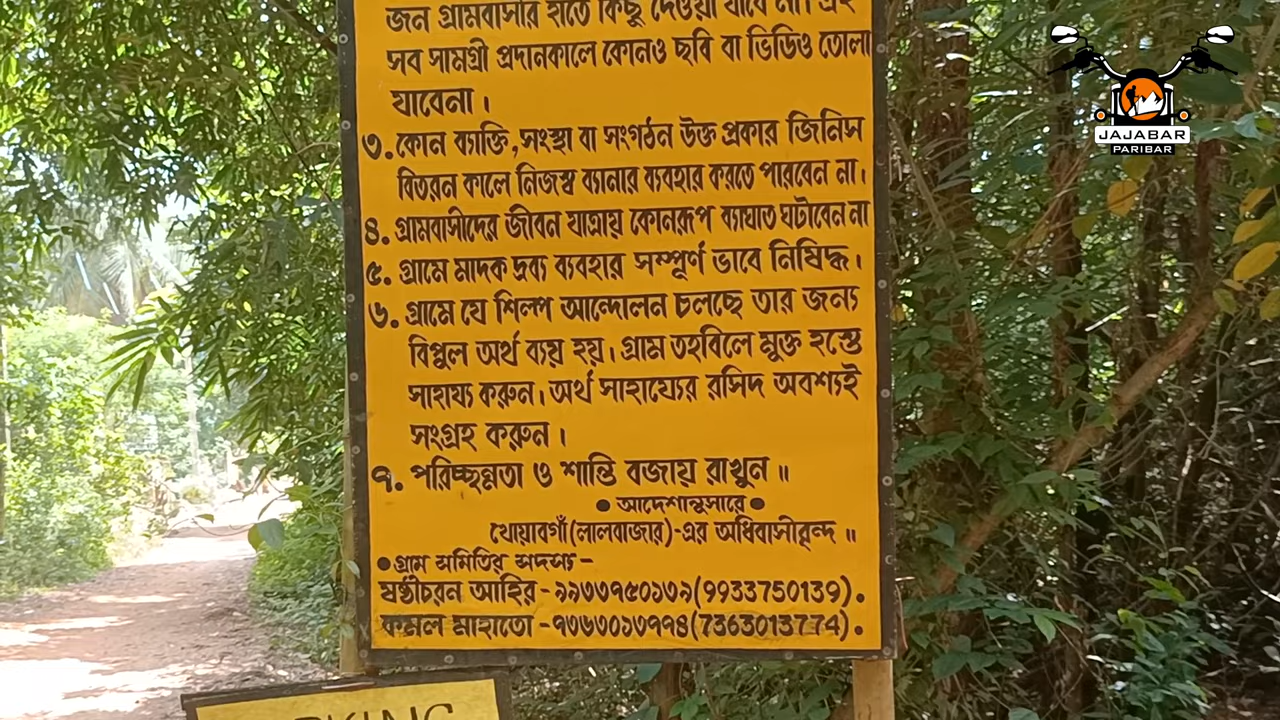 জন গ্রামবাসীর হাতে কিছু দেওয়া যাবে না। এই
সব সামগ্রী প্রদানকালে কোনও ছবি বা ভিডিও তোলা
যাবেনা।
৩. কোন ব্যাক্তি, সংস্থা বা সংগঠন উক্ত প্রকার জিনিস
বিতরন কালে নিজস্ব ব্যানার ব্যবহার করতে পারবেন না।
৪. গ্রামবাসীদের জীবন যাত্রায় কোনরূপ ব্যাঘাত ঘটাবেন না
৫. গ্রামে মাদক দ্রব্য ব্যবহার সম্পূর্ণ ভাবে নিষিদ্ধ।
৬. গ্রামে যে শিল্প আন্দোলন চলছে তার জন্য
বিপুল অর্থ ব্যয় হয়। গ্রাম তহবিলে মুক্ত হস্তে
সাহায্য করুন। অর্থ সাহায্যের রসিদ অবশ্যই
সংগ্রহ করুন।
৭. পরিচ্ছন্নতা ও শান্তি বজায় রাখুন॥
• আদেশানুসারে •
খোয়াবগাঁ (লালবাজার)-এর অধিবাসীবৃন্দ॥
• গ্রাম সমিতির সদস্য -
ষষ্ঠীচরন আহির - ৯৯৩৩৭৫০১৩৯ (9933750139).
কমল মাহাতো - ৭৩৬৩০১৩৭৭৪ (7363013774).
PARKING
JAJABAR
PARIBAR